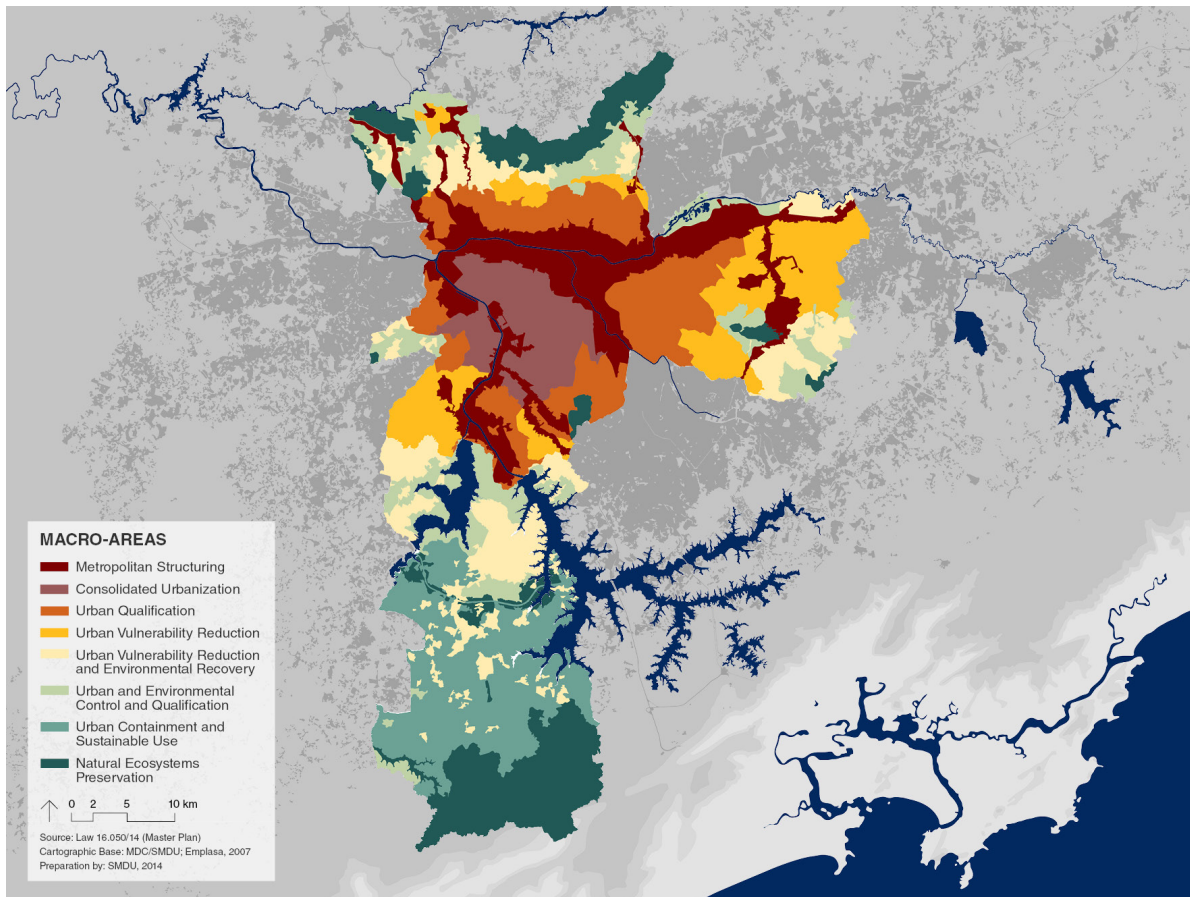 MACRO-AREAS
Metropolitan Structuring
Consolidated Urbanization
Urban Qualification
Urban Vulnerability Reduction
Urban Vulnerability Reduction
and Environmental Recovery
Urban and Environmental
Control and Qualification
Urban Containment and
Sustainable Use
Natural Ecosystems
Preservation
0 2 5 10 km
Source: Law 16.050/14 (Master Plan)
Cartographic Base: MDC/SMDU; Emplasa, 2007
Preparation by: SMDU, 2014